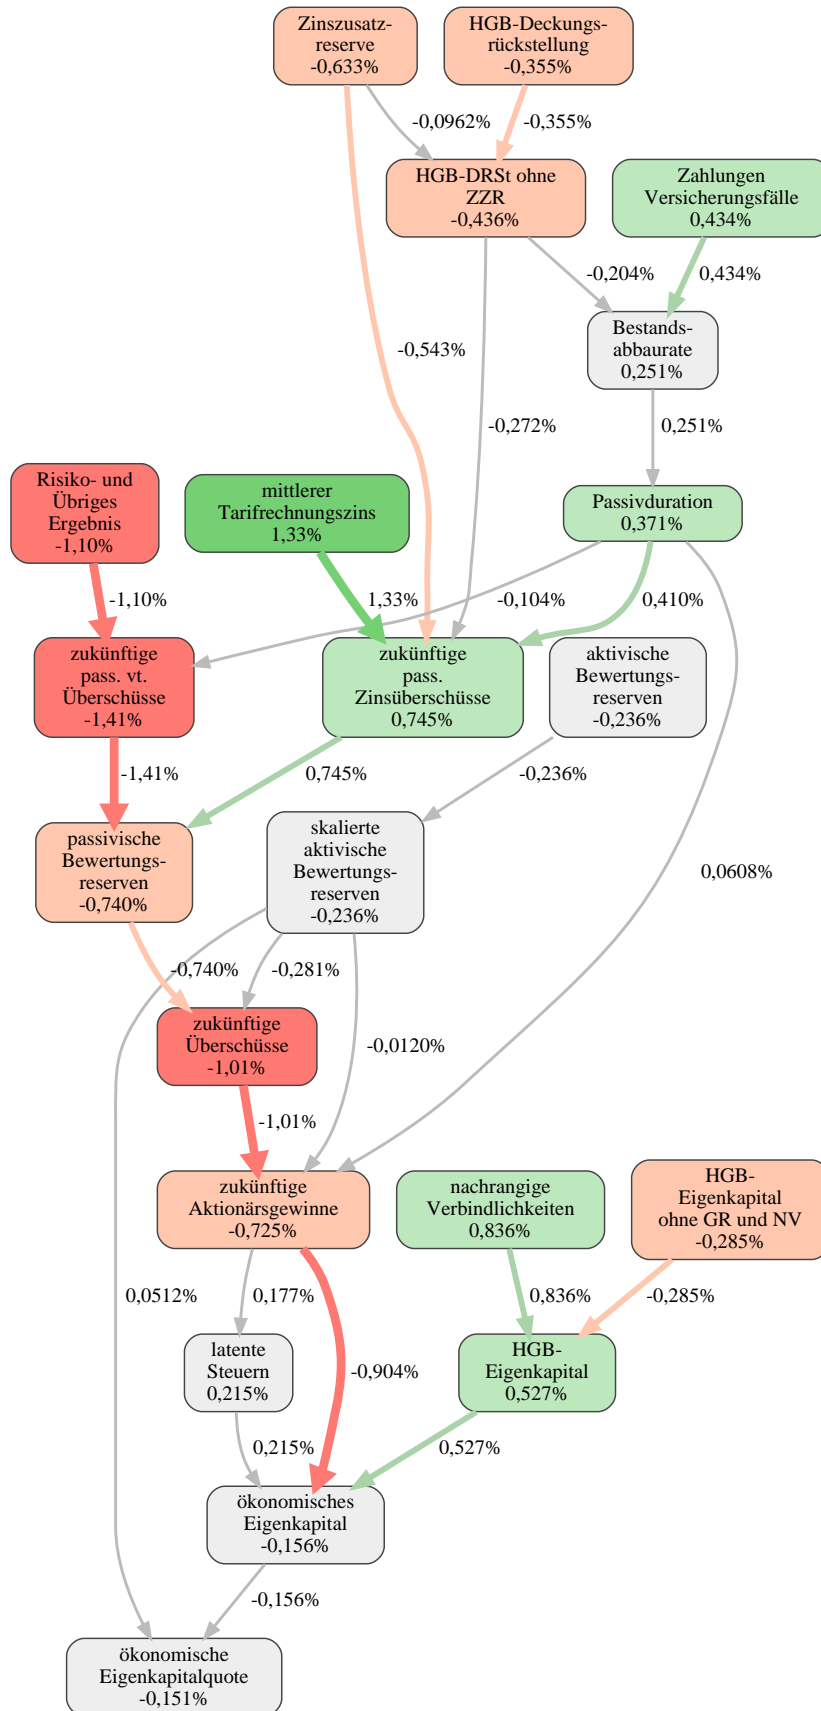 Zinszusatz-
reserve
-0,633%
HGB-Deckungs-
rückstellung
-0,355%
-0,0962%
-0,355%
HGB-DRSt ohne
ZZR
-0,436%
Zahlungen
Versicherungsfälle
0,434%
-0,204%
0,434%
Bestands-
abbaurate
0,251%
-0,543%
-0,272%
0,251%
Risiko- und
Übriges
Ergebnis
-1,10%
mittlerer
Tarifrechnungszins
1,33%
Passivduration
0,371%
-1,10%
1,33%
-0,104%
0,410%
zukünftige
pass. vt.
Überschüsse
-1,41%
zukünftige
pass.
Zinsüberschüsse
0,745%
aktivische
Bewertungs-
reserven
-0,236%
-1,41%
0,745%
-0,236%
passivische
Bewertungs-
reserven
-0,740%
skalierte
aktivische
Bewertungs-
reserven
-0,236%
0,0608%
-0,740%
-0,281%
zukünftige
Überschüsse
-1,01%
-0,0120%
-1,01%
zukünftige
Aktionärsgewinne
-0,725%
nachrangige
Verbindlichkeiten
0,836%
HGB-
Eigenkapital
ohne GR und NV
-0,285%
0,0512%
0,177%
0,836%
-0,285%
latente
Steuern
0,215%
-0,904%
HGB-
Eigenkapital
0,527%
0,215%
0,527%
ökonomisches
Eigenkapital
-0,156%
-0,156%
ökonomische
Eigenkapitalquote
-0,151%